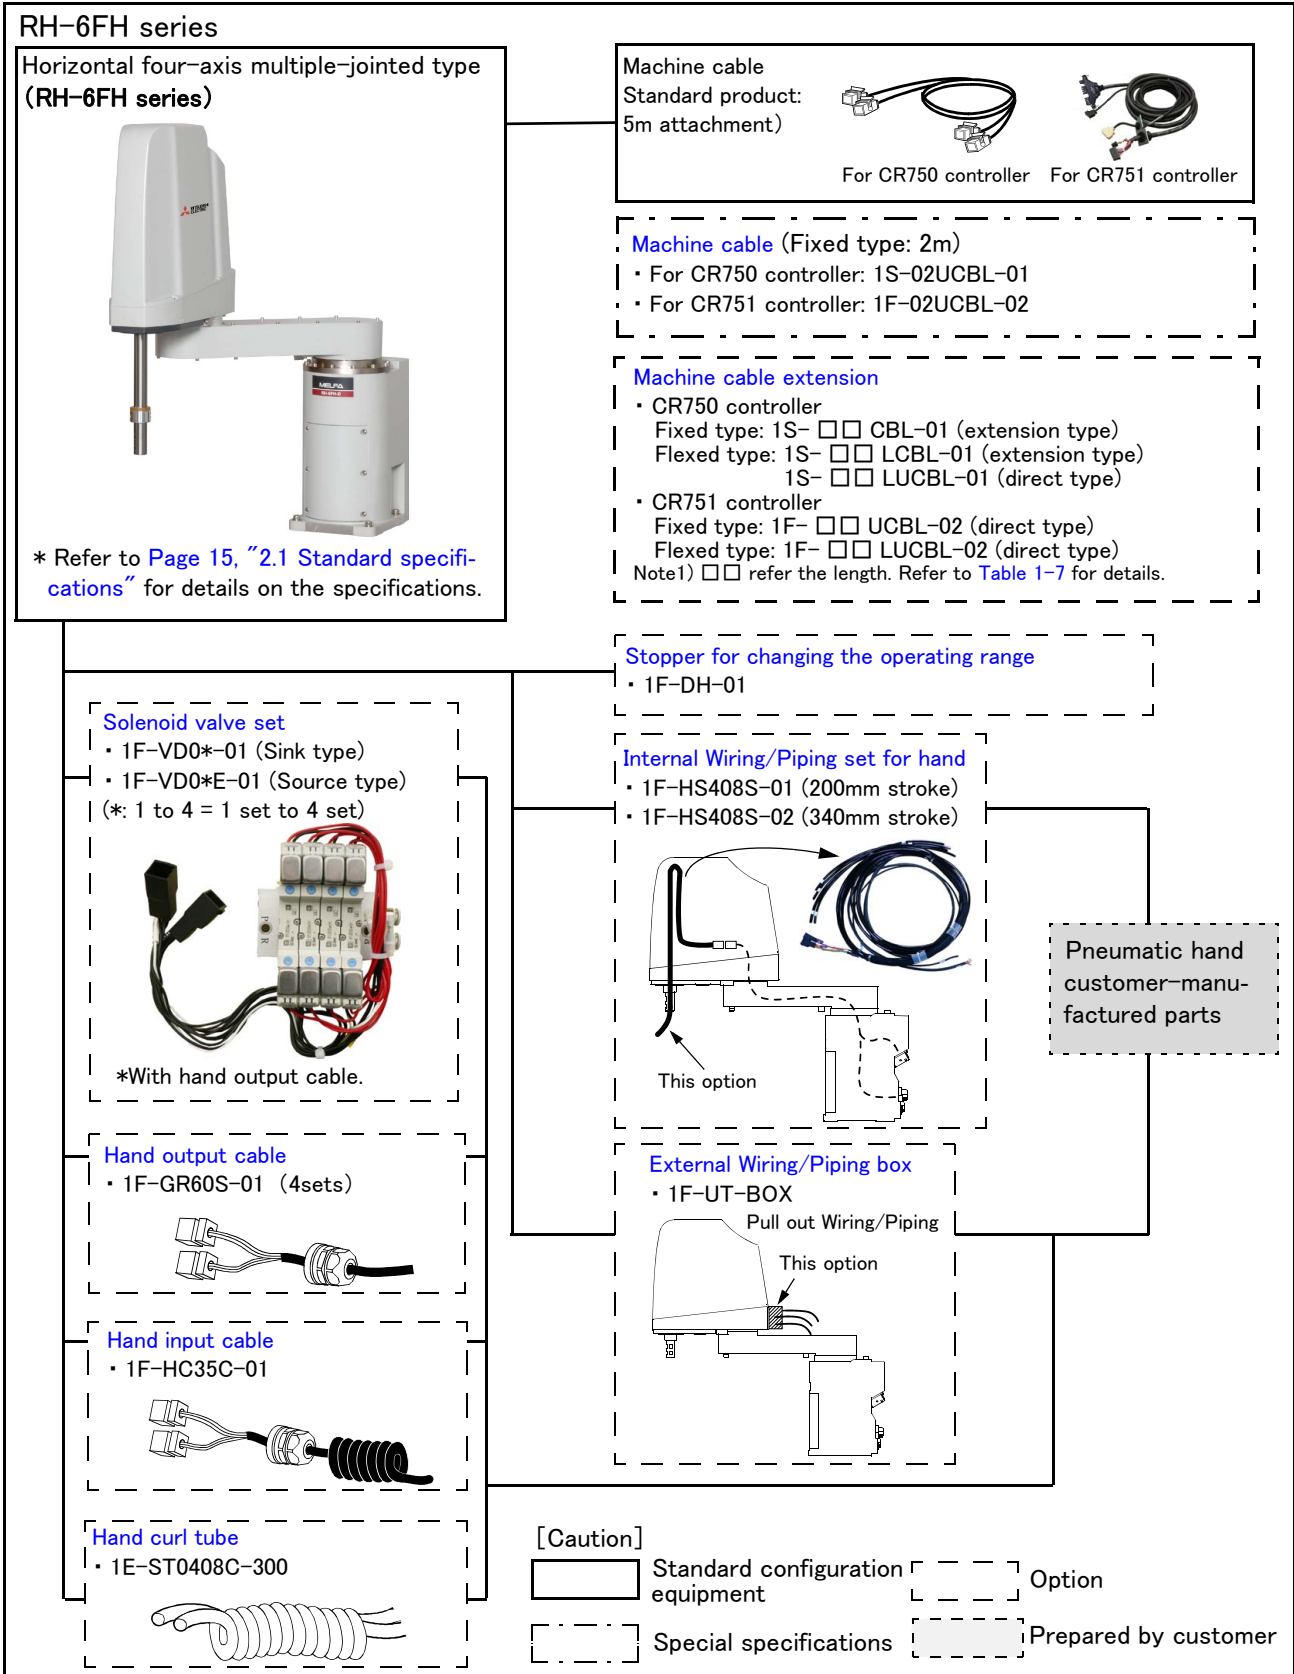 RH-6FH series
Horizontal four-axis multiple-jointed type
(RH-6FH series)
MITSUBISHI
ELECTRIC
MELFA
RH-6FH-D
* Refer to Page 15, "2.1 Standard specifi-
cations" for details on the specifications.
Machine cable
Standard product:
5m attachment)
For CR750 controller
For CR751 controller
Machine cable (Fixed type: 2m)
・For CR750 controller: 1S-02UCBL-01
・For CR751 controller: 1F-02UCBL-02
Machine cable extension
・CR750 controller
Fixed type: 1S- □□ CBL-01 (extension type)
Flexed type: 1S- □□ LCBL-01 (extension type)
1S- □□ LUCBL-01 (direct type)
・CR751 controller
Fixed type: 1F- □□ UCBL-02 (direct type)
Flexed type: 1F- □□ LUCBL-02 (direct type)
Note1) □□ refer the length. Refer to Table 1-7 for details.
Stopper for changing the operating range
・1F-DH-01
Solenoid valve set
・1F-VD0*-01 (Sink type)
・1F-VD0*E-01 (Source type)
(*: 1 to 4 = 1 set to 4 set)
P
R
*With hand output cable.
Internal Wiring/Piping set for hand
・1F-HS408S-01 (200mm stroke)
・1F-HS408S-02 (340mm stroke)
This option
Pneumatic hand
customer-manu-
factured parts
Hand output cable
・1F-GR60S-01 (4sets)
External Wiring/Piping box
・1F-UT-BOX
Pull out Wiring/Piping
This option
Hand input cable
・1F-HC35C-01
Hand curl tube
・1E-ST0408C-300
[Caution]
Standard configuration
equipment
Option
Special specifications
Prepared by customer